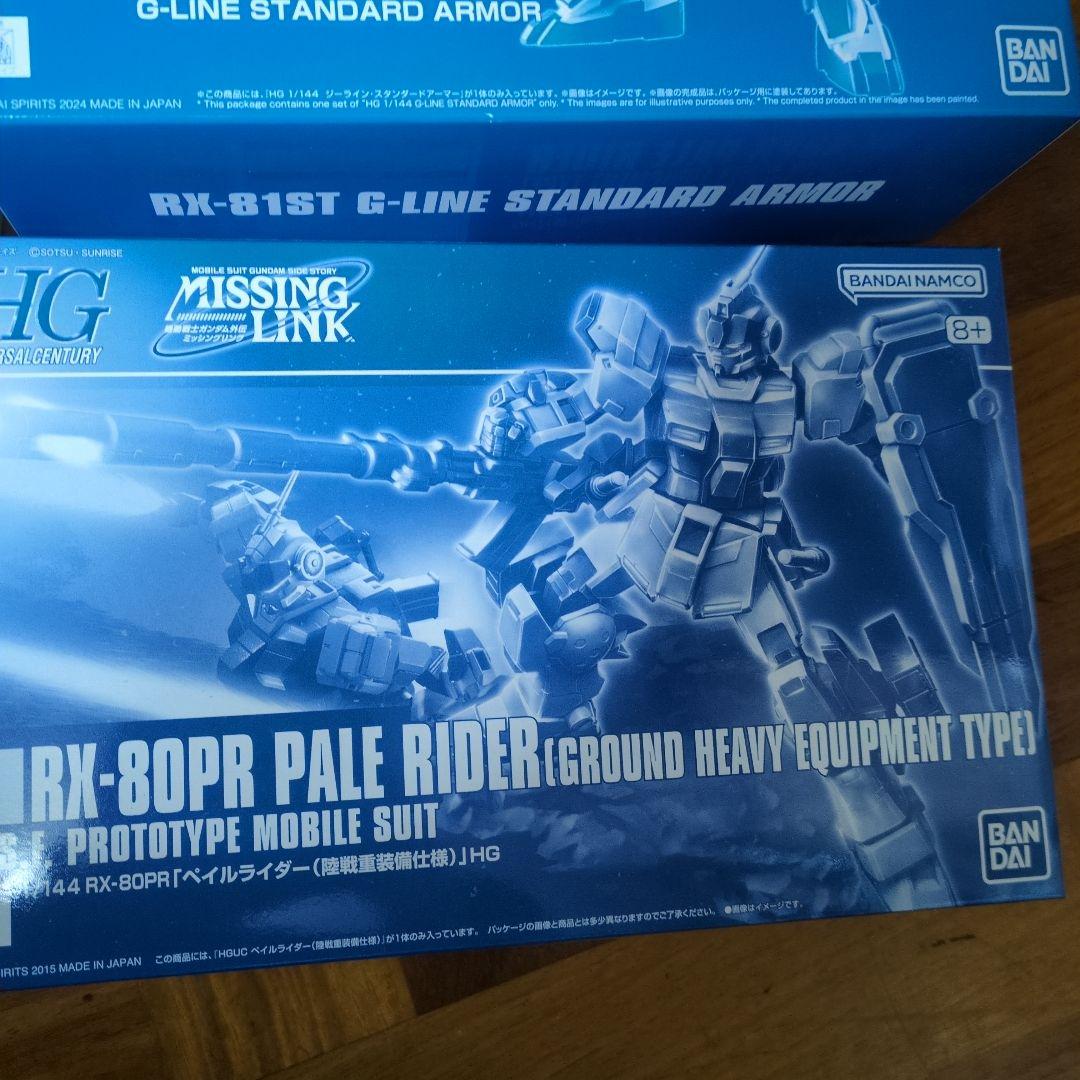 G-LINE STANDARD ARMOR
BAN
DAI
※この商品には、「HG 1/144 ジーライン・スタンダードアーマー」が1体のみ入っています。※画像はイメージです。※画像の完成品は、パッケージ用に塗装してあります。
AI SPIRITS 2024 MADE IN JAPAN
* This package contains one set of "HG 1/144 G-LINE STANDARD ARMOR" only. * The images are for illustrative purposes only. * The completed product in the image has been painted.
RX-81ST G-LINE STANDARD ARMOR
イズ ©SOTSU・SUNRISE
HG
ERSALCENTURY
MOBILE SUIT GUNDAM SIDE STORY
MISSING
LINK
機動戦士ガンダム外伝
ミッシングリンク
BANDAI NAMCO
8+
RX-80PR PALE RIDER(GROUND HEAVY EQUIPMENT TYPE)
S.F. PROTOTYPE MOBILE SUIT
144 RX-80PR「ペイルライダー(陸戦重装備仕様)」HG
BAN
DAI
IRITS 2015 MADE IN JAPAN
この商品には、「HGUC ペイルライダー(陸戦重装備仕様)」が1体のみ入っています。 パッケージの画像と商品とは多少異なりますのでご了承ください。 ●画像はイメージです。